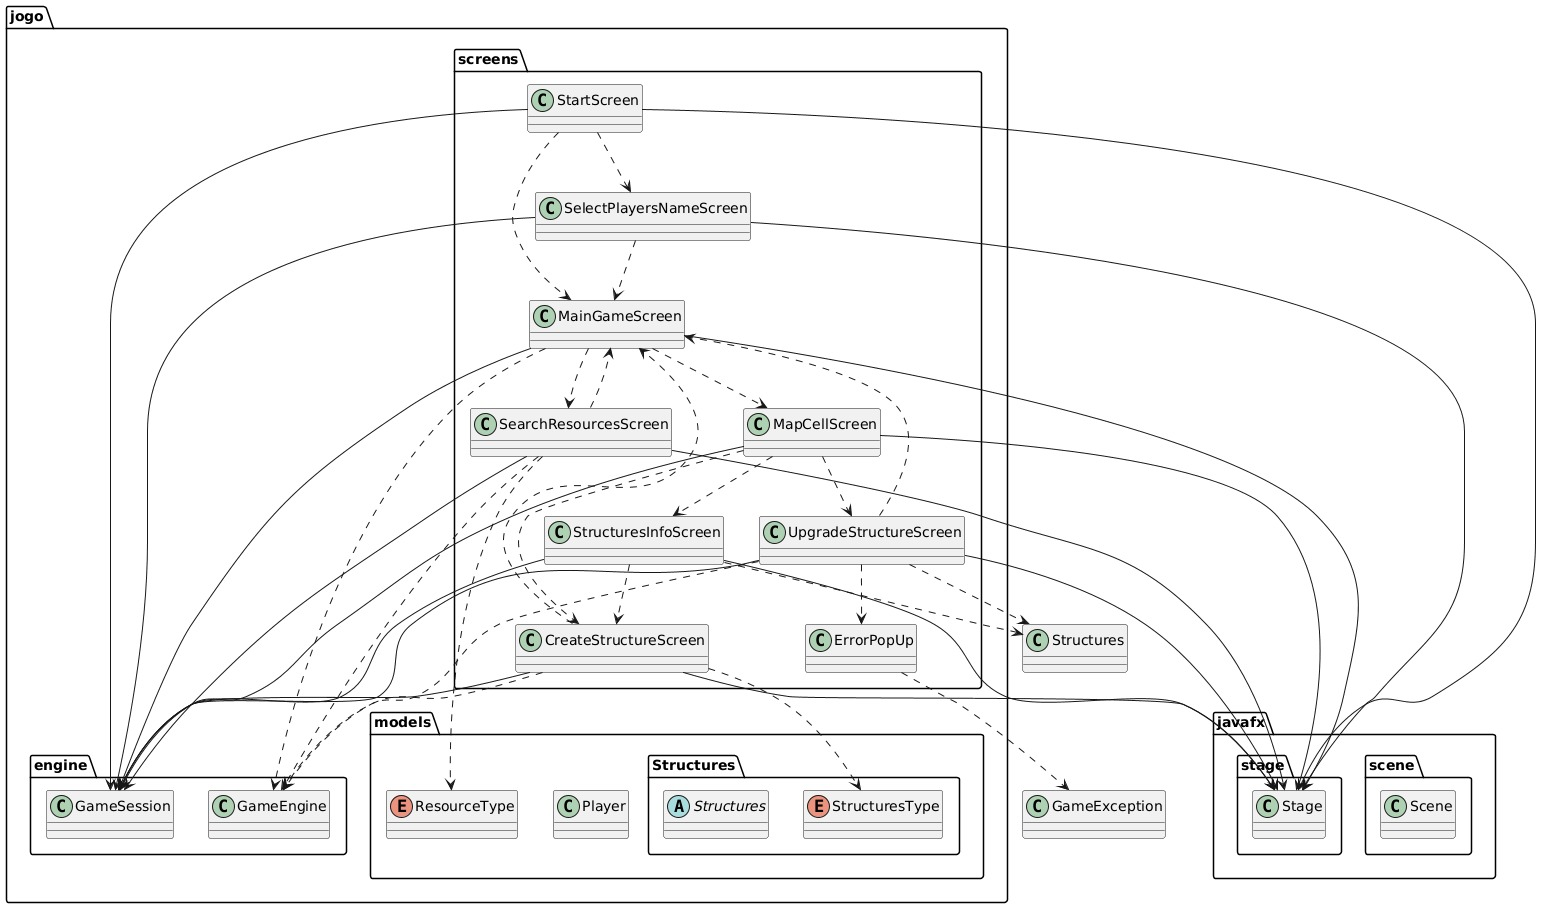 jogo
screens
C StartScreen
C SelectPlayersNameScreen
C MainGameScreen
C SearchResourcesScreen
C MapCellScreen
C StructuresInfoScreen
C UpgradeStructureScreen
C CreateStructureScreen
C ErrorPopUp
C Structures
models
javafx
engine
Structures
stage
scene
C GameSession
C GameEngine
E ResourceType
C Player
A Structures
E StructuresType
C GameException
C Stage
C Scene